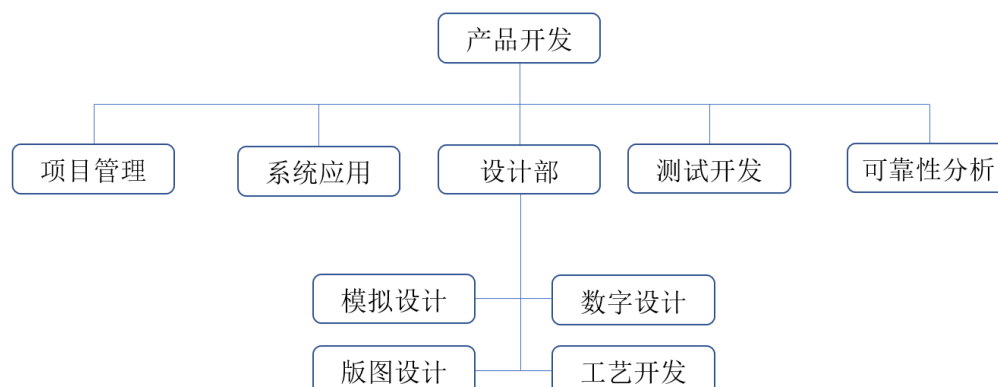 产品开发
项目管理
系统应用
设计部
测试开发
可靠性分析
模拟设计
数字设计
版图设计
工艺开发